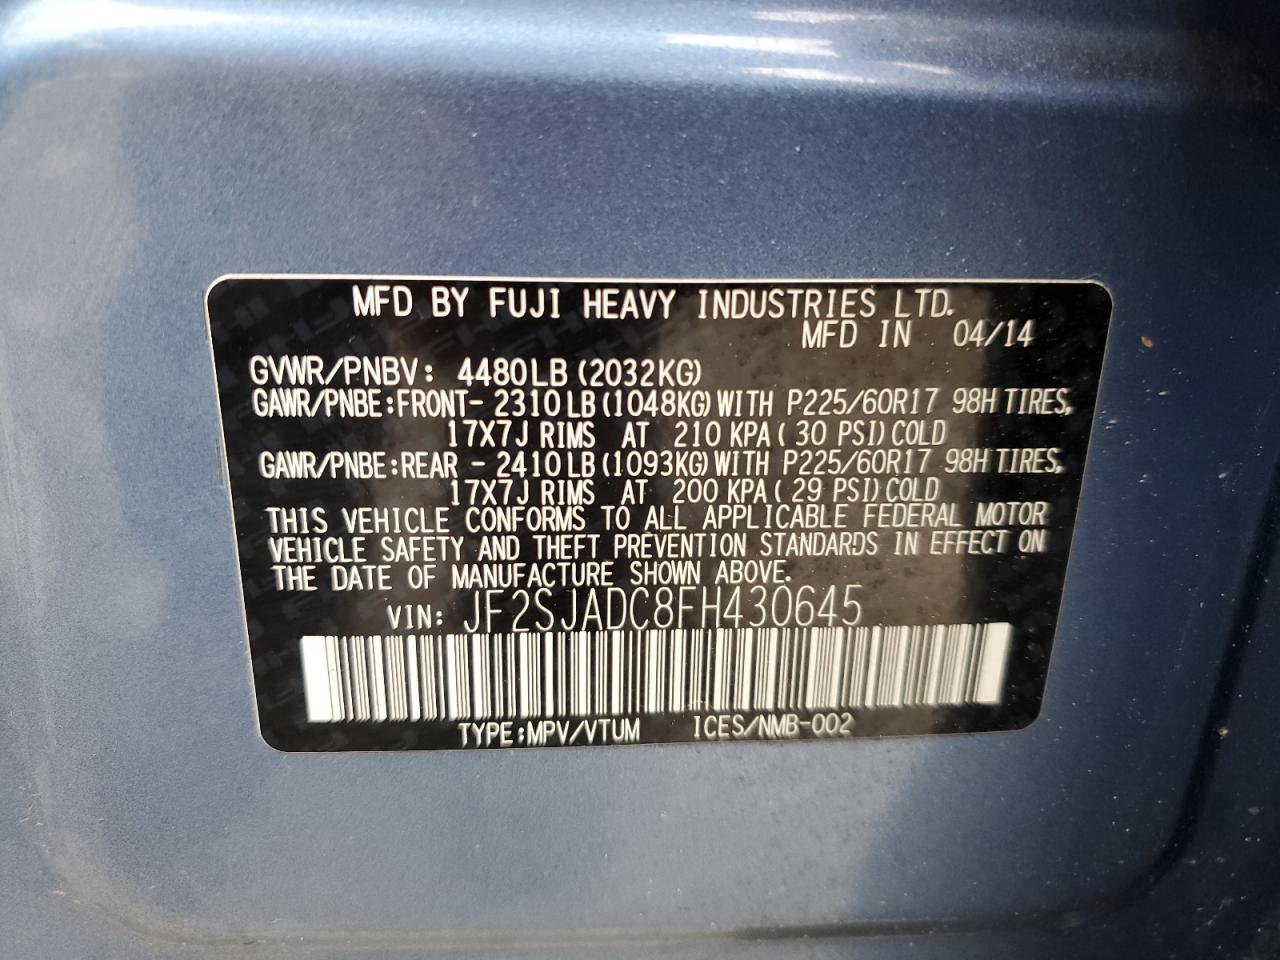 MFD BY FUJI HEAVY INDUSTRIES LTD.
MFD IN 04/14
GVWR/PNBV: 4480LB (2032KG)
GAWR/PNBE:FRONT- 2310LB(1048KG)WITH P225/60R17 98H TIRES,
17X7J RIMS AT 210 KPA( 30 PSI)COLD
GAWR/PNBE:REAR - 2410LB(1093KG)WITH P225/60R17 98H TIRES,
17X7J RIMS AT 200 KPA( 29 PSI)COLD
THIS VEHICLE CONFORMS TO ALL APPLICABLE FEDERAL MOTOR
VEHICLE SAFETY AND THEFT PREVENTION STANDARDS IN EFFECT ON
THE DATE OF MANUFACTURE SHOWN ABOVE.
VIN: JF2SJADC8FH430645
TYPE:MPV/VTUM ICES/NMB-002